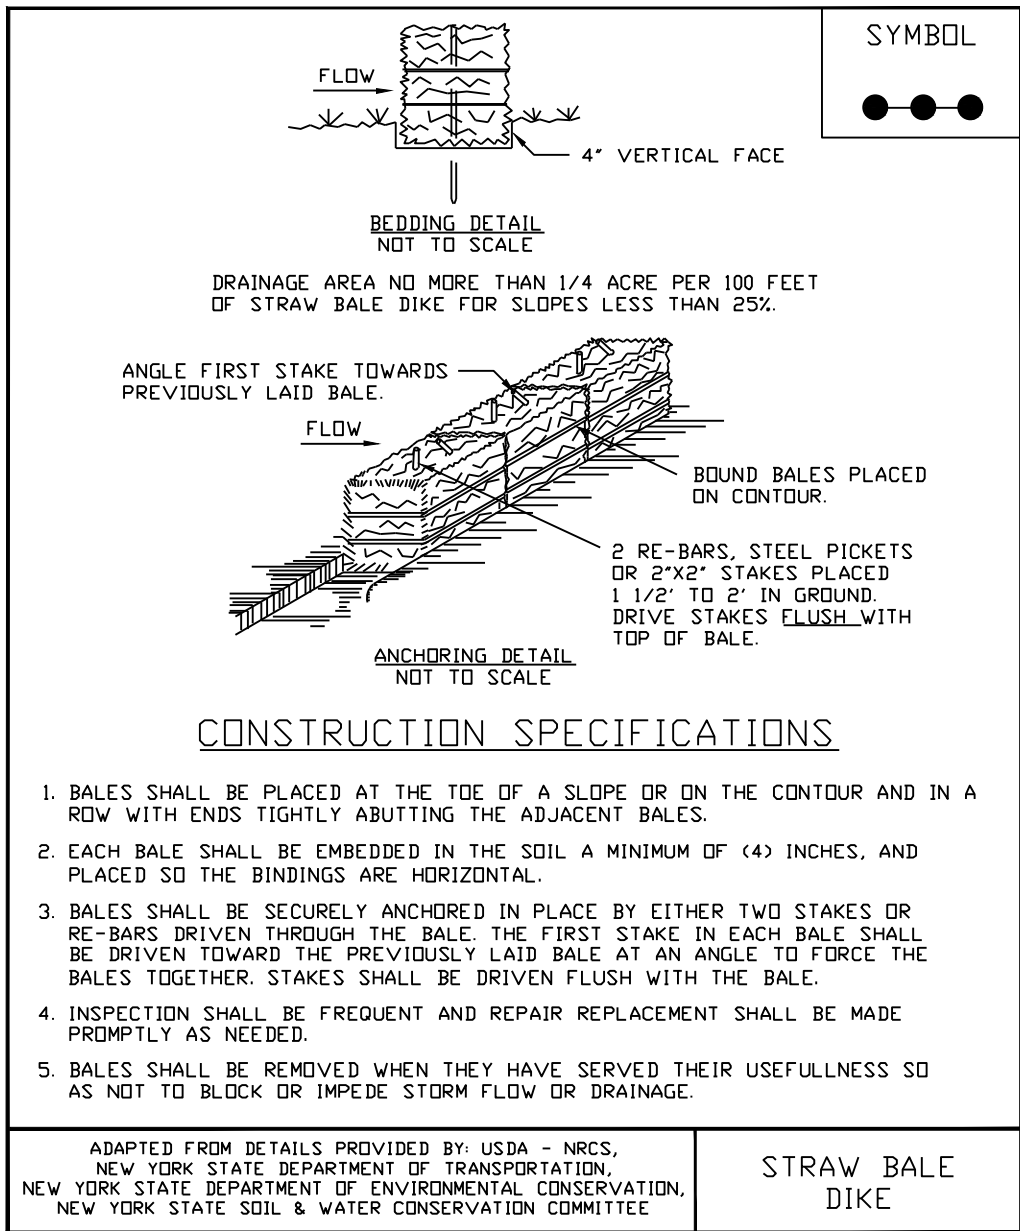 SYMBOL
FLOW
4" VERTICAL FACE
BEDDING DETAIL
NOT TO SCALE
DRAINAGE AREA NO MORE THAN 1/4 ACRE PER 100 FEET
OF STRAW BALE DIKE FOR SLOPES LESS THAN 25%.
ANGLE FIRST STAKE TOWARDS
PREVIOUSLY LAID BALE.
FLOW
BOUND BALES PLACED
ON CONTOUR.
2 RE-BARS, STEEL PICKETS
OR 2"X2" STAKES PLACED
1 1/2' TO 2' IN GROUND.
DRIVE STAKES FLUSH WITH
TOP OF BALE.
ANCHORING DETAIL
NOT TO SCALE
CONSTRUCTION SPECIFICATIONS
1. BALES SHALL BE PLACED AT THE TOE OF A SLOPE OR ON THE CONTOUR AND IN A
ROW WITH ENDS TIGHTLY ABUTTING THE ADJACENT BALES.
2. EACH BALE SHALL BE EMBEDDED IN THE SOIL A MINIMUM OF (4) INCHES, AND
PLACED SO THE BINDINGS ARE HORIZONTAL.
3. BALES SHALL BE SECURELY ANCHORED IN PLACE BY EITHER TWO STAKES OR
RE-BARS DRIVEN THROUGH THE BALE. THE FIRST STAKE IN EACH BALE SHALL
BE DRIVEN TOWARD THE PREVIOUSLY LAID BALE AT AN ANGLE TO FORCE THE
BALES TOGETHER. STAKES SHALL BE DRIVEN FLUSH WITH THE BALE.
4. INSPECTION SHALL BE FREQUENT AND REPAIR REPLACEMENT SHALL BE MADE
PROMPTLY AS NEEDED.
5. BALES SHALL BE REMOVED WHEN THEY HAVE SERVED THEIR USEFULLNESS SO
AS NOT TO BLOCK OR IMPEDE STORM FLOW OR DRAINAGE.
ADAPTED FROM DETAILS PROVIDED BY: USDA - NRCS,
NEW YORK STATE DEPARTMENT OF TRANSPORTATION,
NEW YORK STATE DEPARTMENT OF ENVIRONMENTAL CONSERVATION,
NEW YORK STATE SOIL & WATER CONSERVATION COMMITTEE
STRAW BALE
DIKE